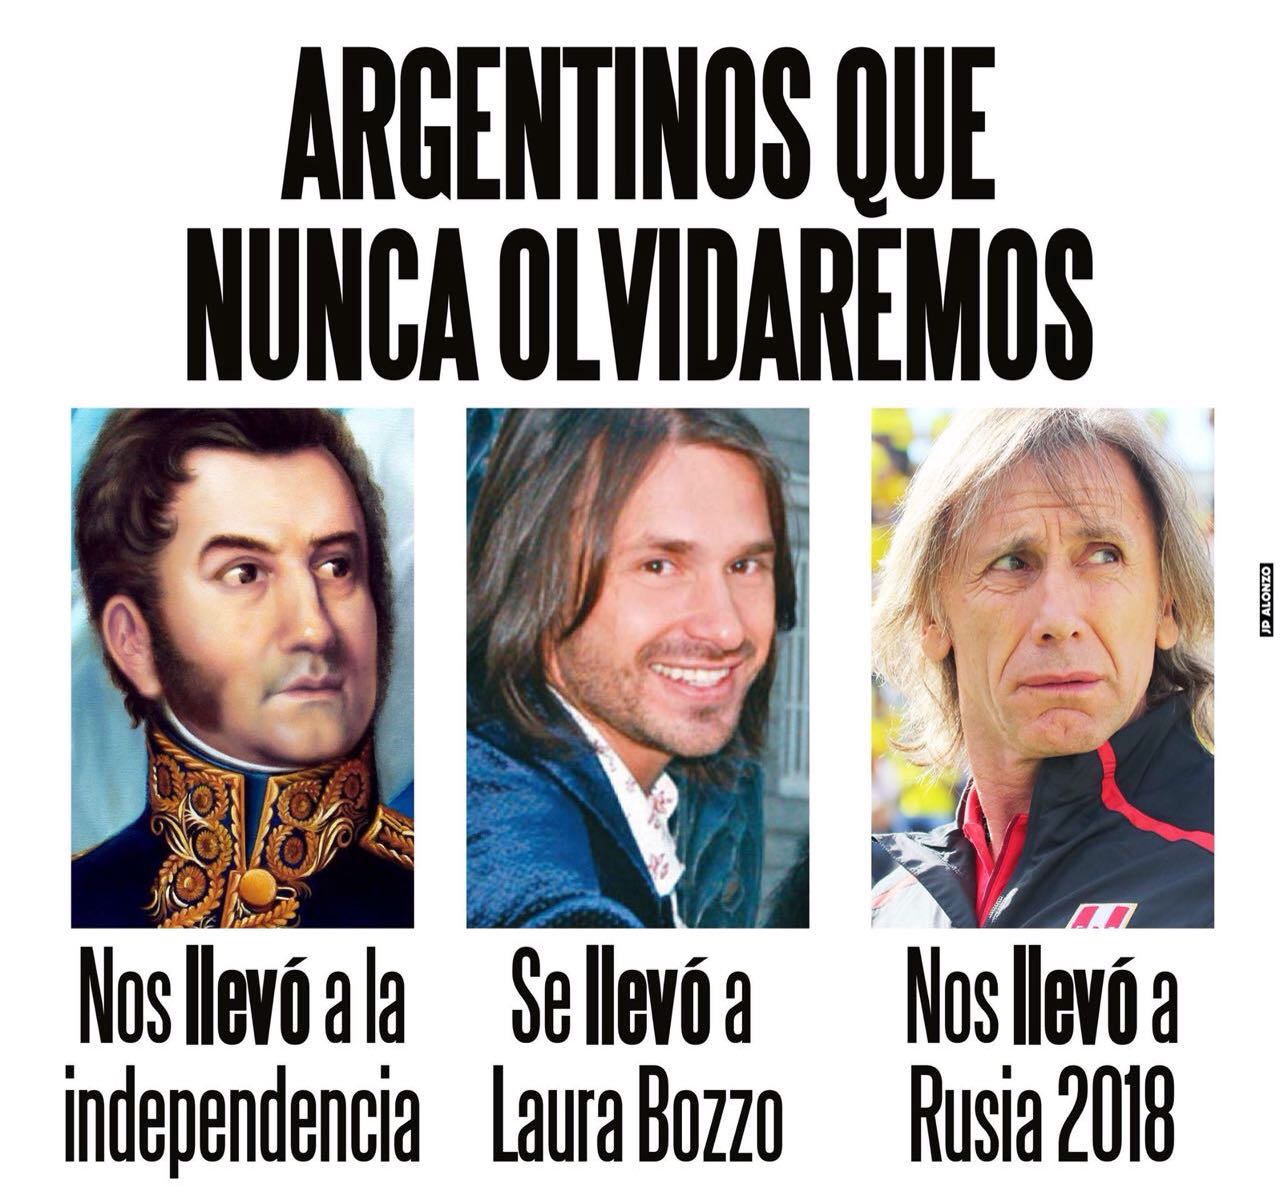 ARGENTINOS QUE
NUNCA OLVIDAREMOS
Nos llevó a la
independencia
Se llevó a
Laura Bozzo
Nos llevó a
Rusia 2018
JP ALONZO